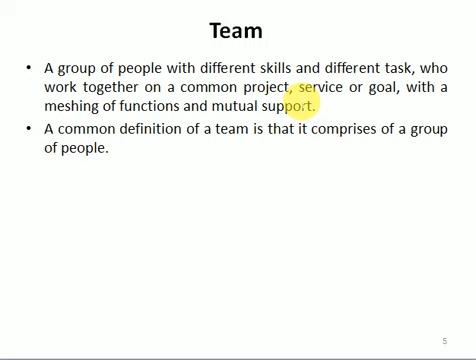 Team
• A group of people with different skills and different task, who
work together on a common project, service or goal, with a
meshing of functions and mutual support.
• A common definition of a team is that it comprises of a group
of people.
5